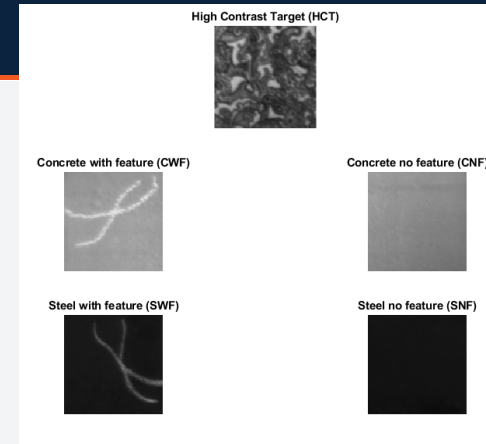 High Contrast Target (HCT)
Concrete with feature (CWF)
Concrete no feature (CNF)
Steel with feature (SWF)
Steel no feature (SNF)